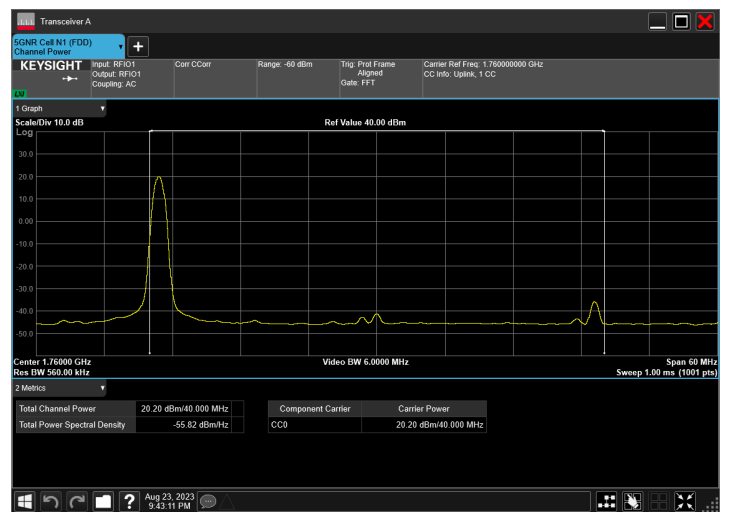 Transceiver A
5GNR Cell N1 (FDD)
Channel Power
+
KEYSIGHT
LXI
Input: RFIO1
Output: RFIO1
Coupling: AC
Corr CCorr
Range: -60 dBm
Trig: Prot Frame
Aligned
Gate: FFT
Carrier Ref Freq: 1.760000000 GHz
CC Info: Uplink, 1 CC
1 Graph
Scale/Div 10.0 dB
Ref Value 40.00 dBm
Log
30.0
20.0
10.0
0.00
-10.0
-20.0
-30.0
-40.0
-50.0
Center 1.76000 GHz
Video BW 6.0000 MHz
Span 60 MHz
Res BW 560.00 kHz
Sweep 1.00 ms (1001 pts)
2 Metrics
Total Channel Power 20.20 dBm/40.000 MHz
Total Power Spectral Density -55.82 dBm/Hz
Component Carrier Carrier Power
CC0 20.20 dBm/40.000 MHz
?
Aug 23, 2023
9:43:11 PM